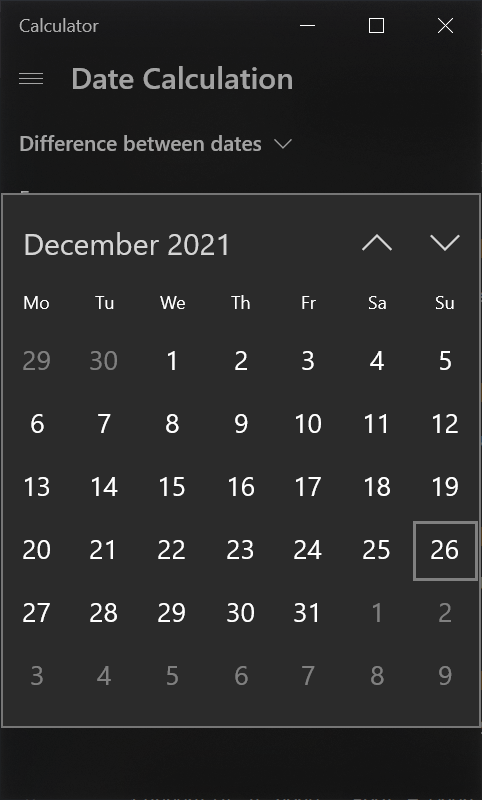 Calculator
Date Calculation
Difference between dates
December 2021
Mo Tu We Th Fr Sa Su
29 30 1 2 3 4 5
6 7 8 9 10 11 12
13 14 15 16 17 18 19
20 21 22 23 24 25 26
27 28 29 30 31 1 2
3 4 5 6 7 8 9